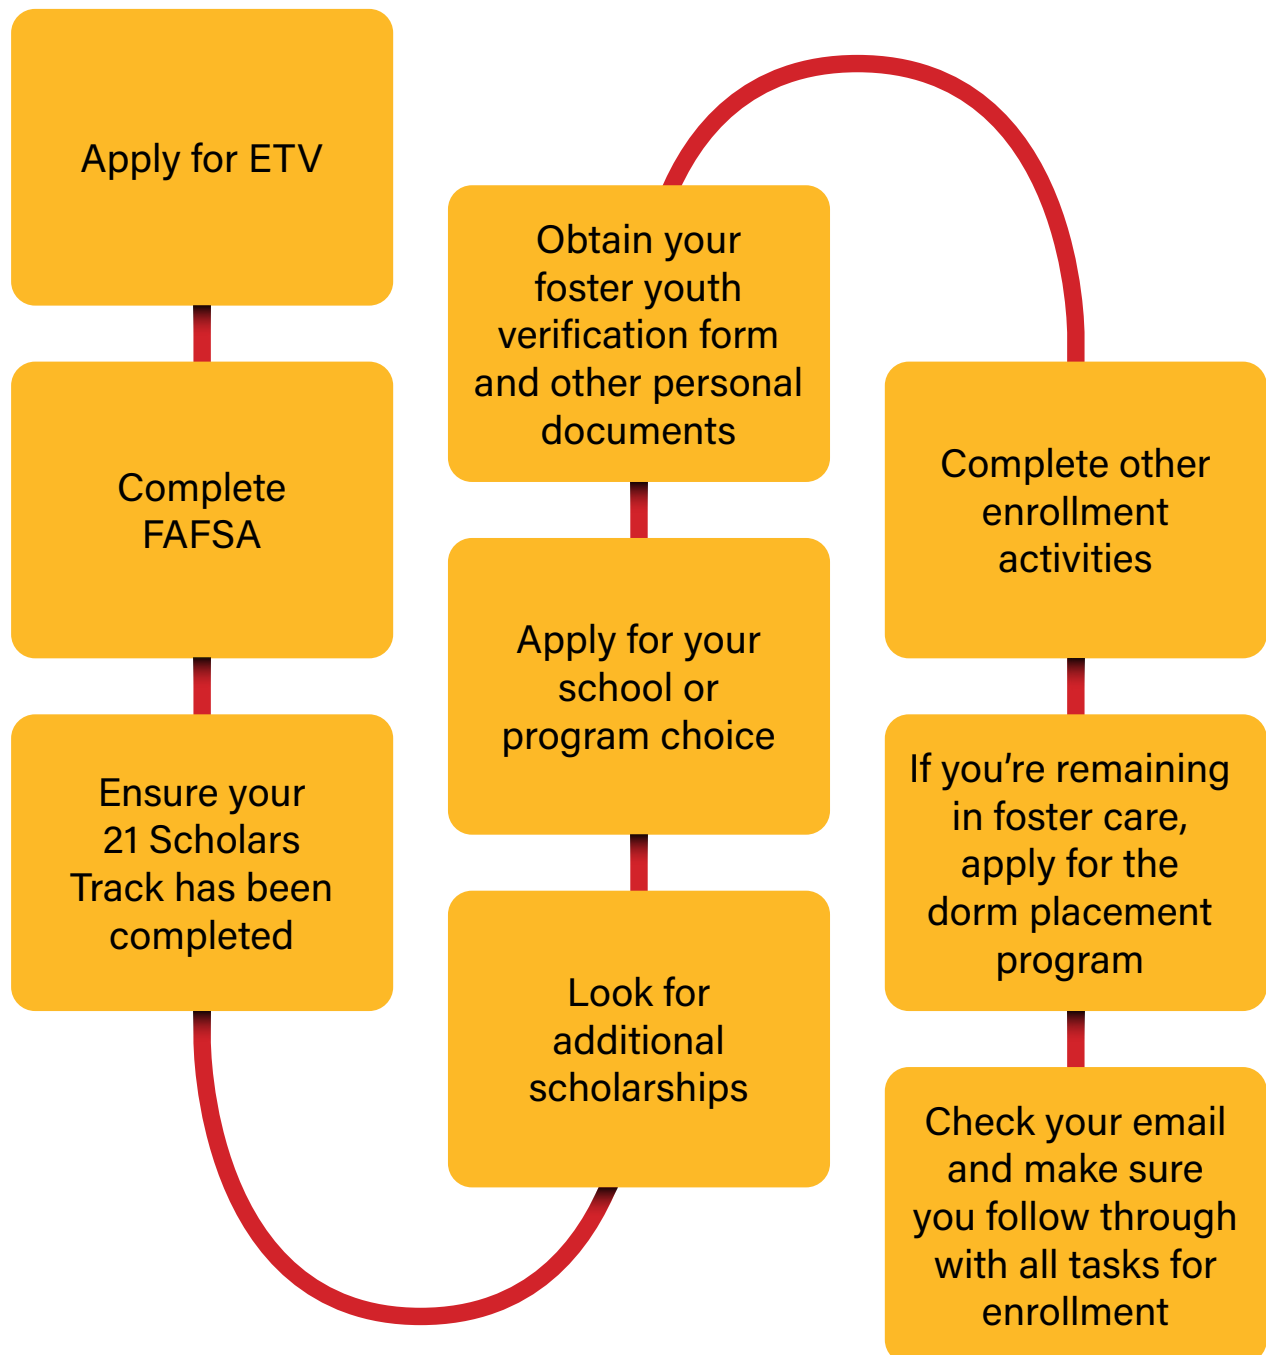 Apply for ETV
Complete
FAFSA
Ensure your
21 Scholars
Track has been
completed
Look for
additional
scholarships
Apply for your
school or
program choice
Obtain your
foster youth
verification form
and other personal
documents
Complete other
enrollment
activities
If you’re remaining
in foster care,
apply for the
dorm placement
program
Check your email
and make sure
you follow through
with all tasks for
enrollment